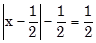 |x − 1/2| − 1/2 = 1/2